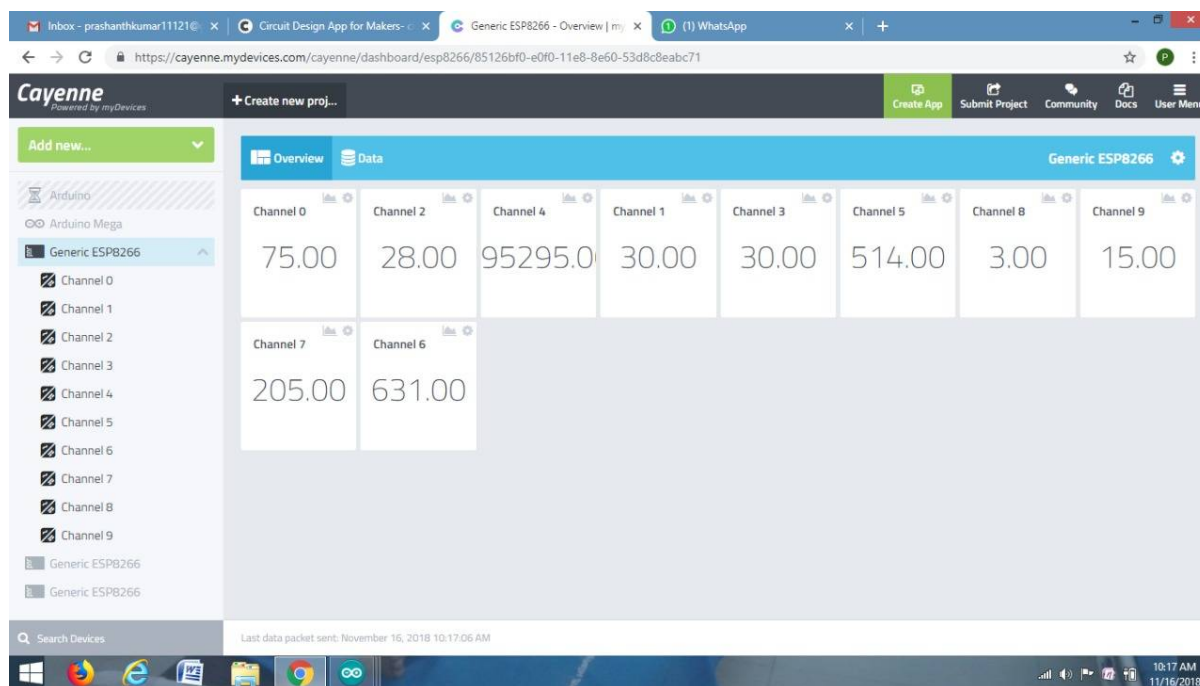 Inbox - prashanthkumar11121@
Circuit Design App for Makers- c
Generic ESP8266 - Overview | my
(1) WhatsApp
https://cayenne.mydevices.com/cayenne/dashboard/esp8266/85126bf0-e0f0-11e8-8e60-53d8c8eabc71
P
Cayenne
Powered by myDevices
+ Create new proj...
Create App
Submit Project
Community
Docs
User Men
Add new...
Overview
Data
Generic ESP8266
Arduino
Arduino Mega
Generic ESP8266
Channel 0
Channel 1
Channel 2
Channel 3
Channel 4
Channel 5
Channel 6
Channel 7
Channel 8
Channel 9
Generic ESP8266
Generic ESP8266
Search Devices
Channel 0
75.00
Channel 2
28.00
Channel 4
95295.0
Channel 1
30.00
Channel 3
30.00
Channel 5
514.00
Channel 8
3.00
Channel 9
15.00
Channel 7
205.00
Channel 6
631.00
Last data packet sent: November 16, 2018 10:17:06 AM
10:17 AM
11/16/2018